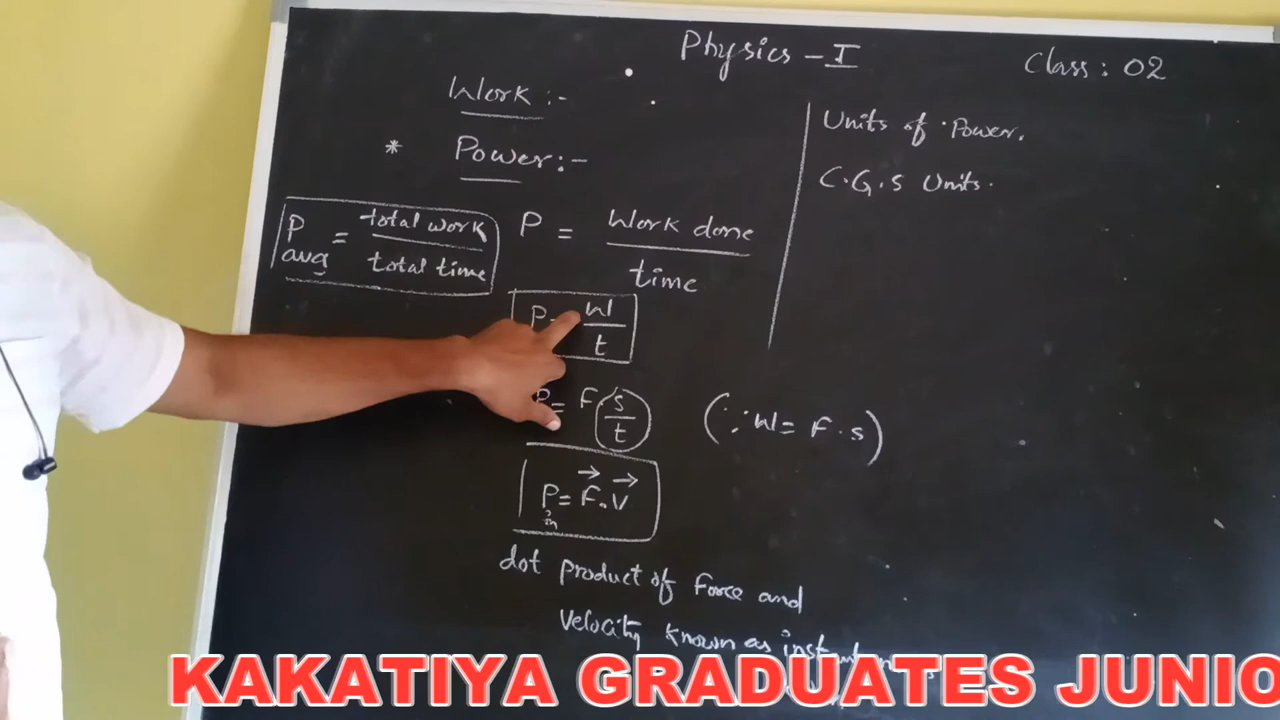 Physics - I
Class: 02
Work :-
* Power:-
P avg = total work / total time
P = Work done / time
P = W / t
P = F s / t
(∵ W = F . s)
P in = F⃗ . V⃗
dot product of Force and
Velocity known as
Units of Power.
C.G.S Units.
KAKATIYA GRADUATES JUNIO